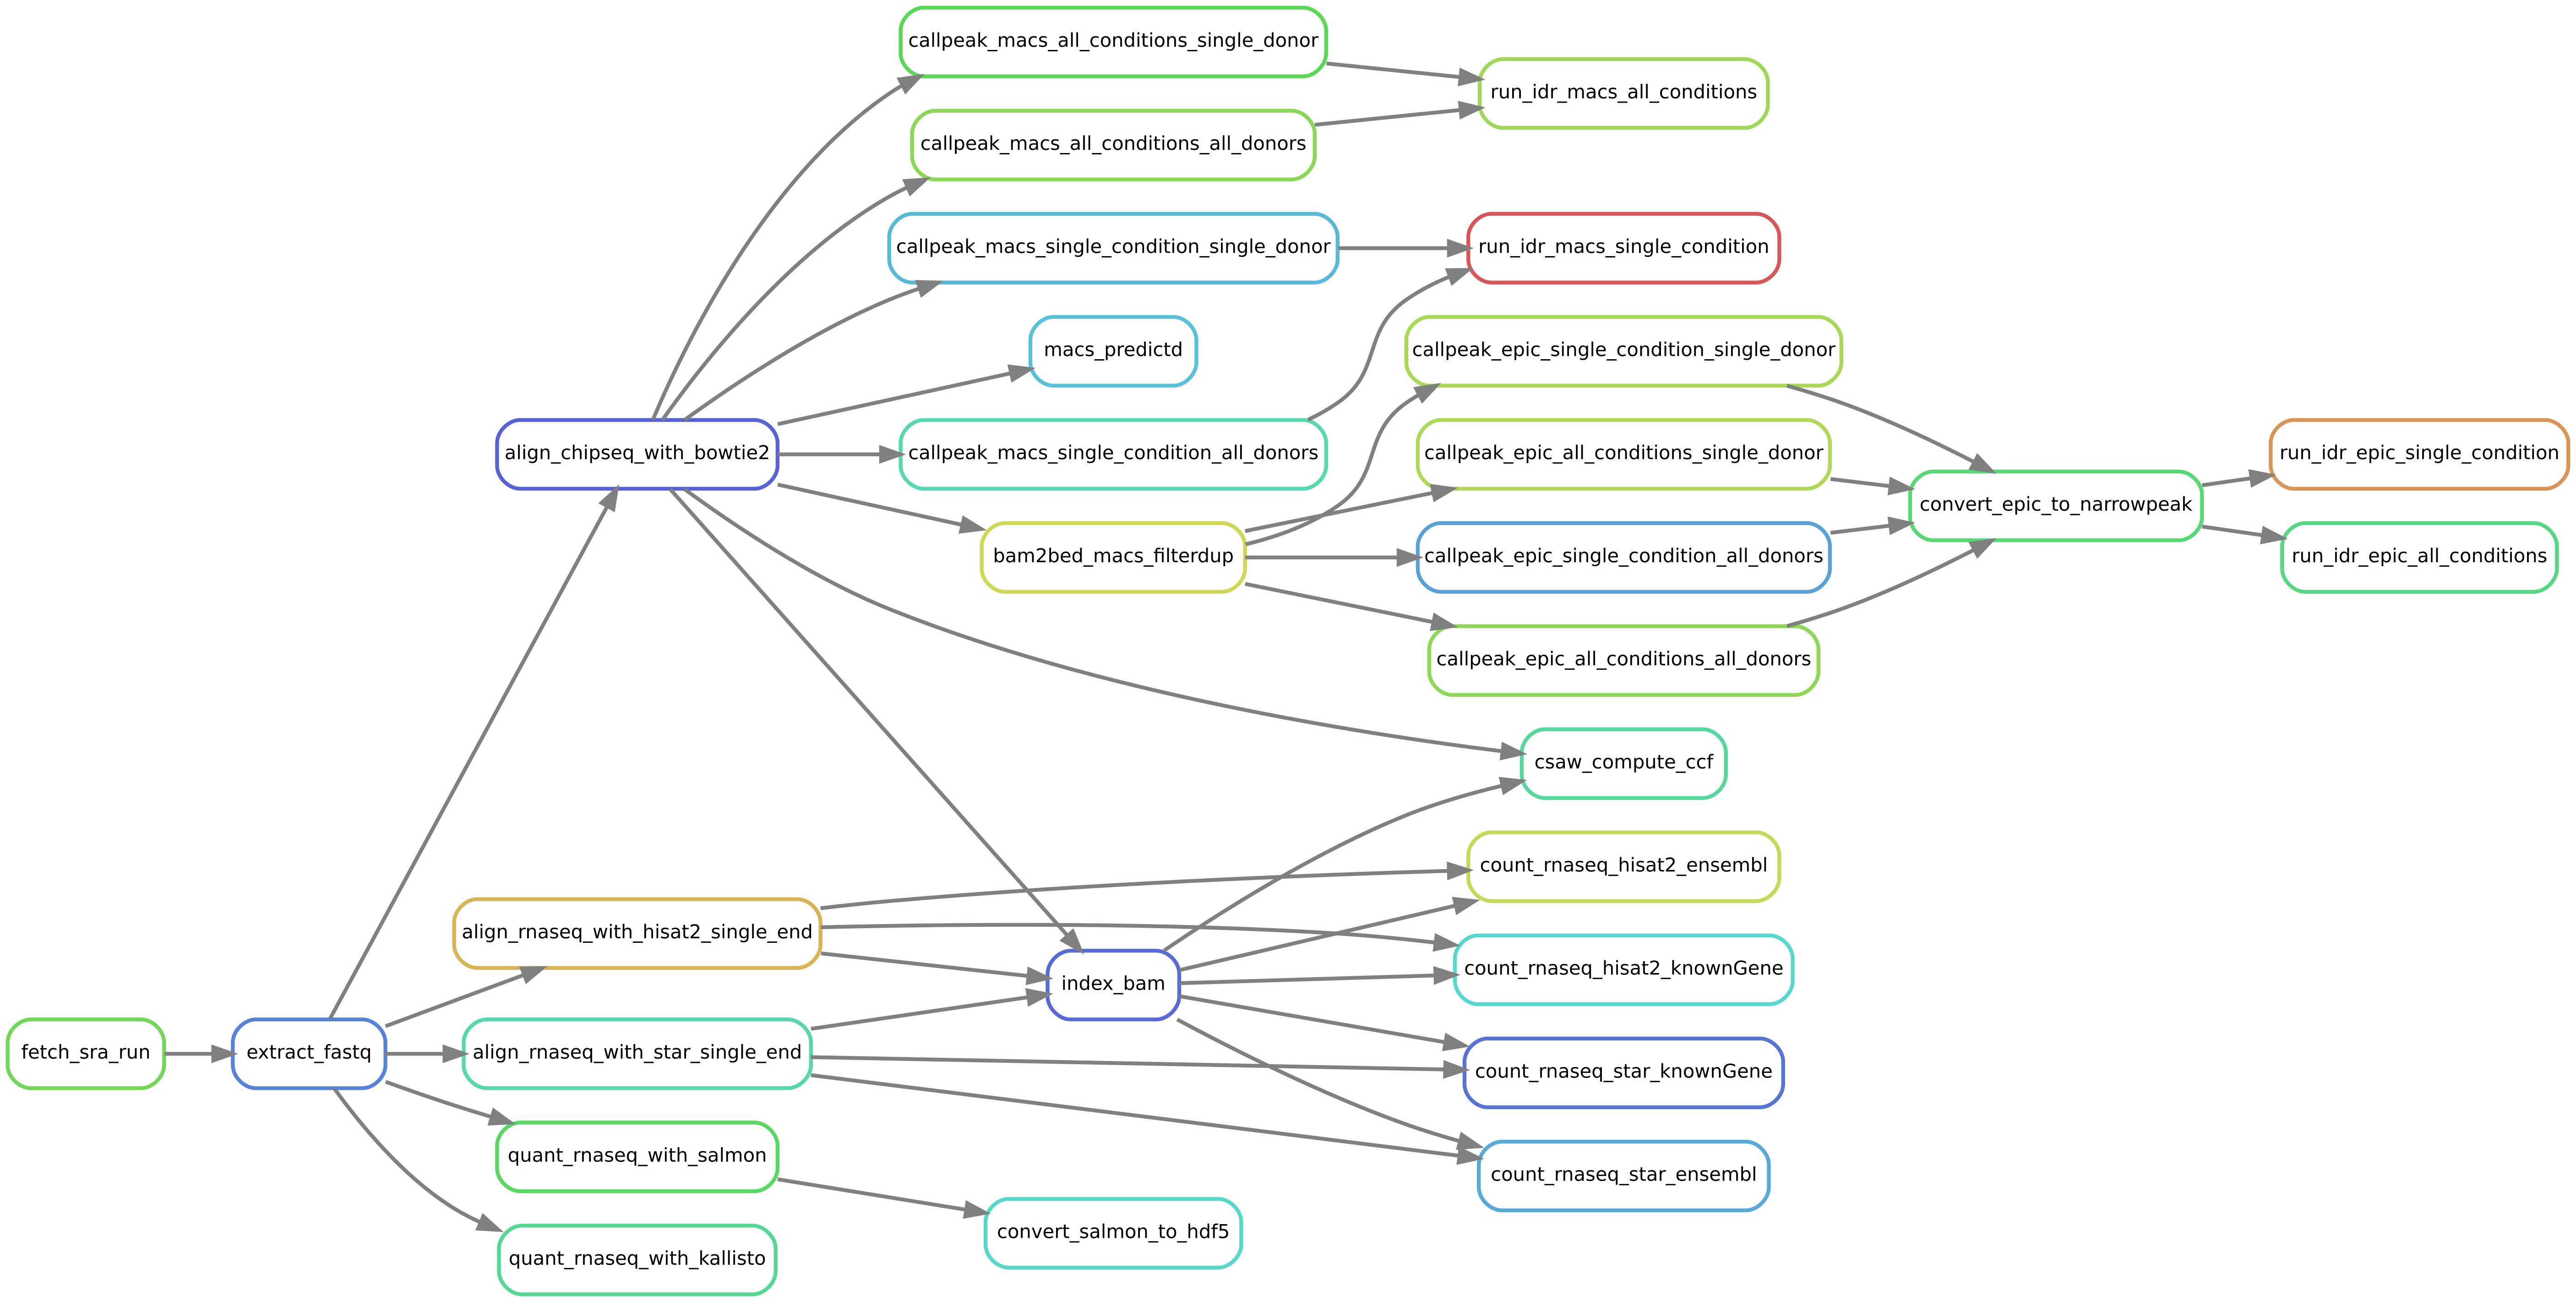 callpeak_macs_all_conditions_single_donor
run_idr_macs_all_conditions
callpeak_macs_all_conditions_all_donors
callpeak_macs_single_condition_single_donor
run_idr_macs_single_condition
macs_predictd
callpeak_epic_single_condition_single_donor
align_chipseq_with_bowtie2
callpeak_macs_single_condition_all_donors
callpeak_epic_all_conditions_single_donor
run_idr_epic_single_condition
convert_epic_to_narrowpeak
bam2bed_macs_filterdup
callpeak_epic_single_condition_all_donors
run_idr_epic_all_conditions
callpeak_epic_all_conditions_all_donors
csaw_compute_ccf
count_rnaseq_hisat2_ensembl
align_rnaseq_with_hisat2_single_end
count_rnaseq_hisat2_knownGene
index_bam
fetch_sra_run
extract_fastq
align_rnaseq_with_star_single_end
count_rnaseq_star_knownGene
quant_rnaseq_with_salmon
count_rnaseq_star_ensembl
convert_salmon_to_hdf5
quant_rnaseq_with_kallisto